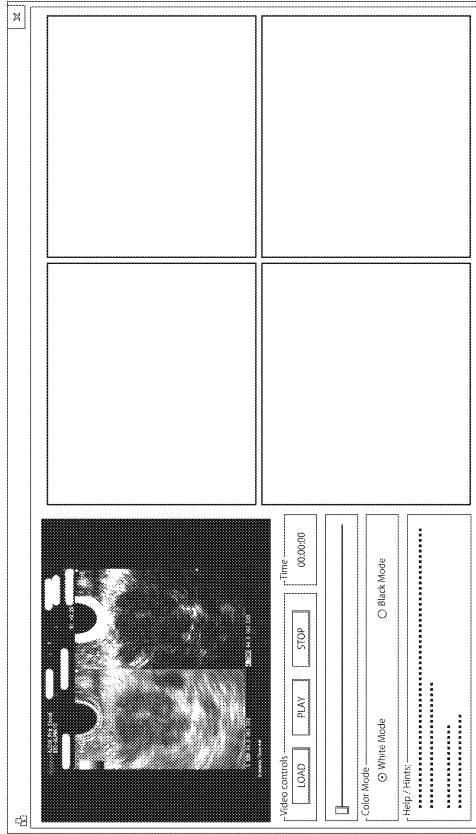 Video controls
LOAD
PLAY
STOP
Time
00:00:00
Color Mode
White Mode
Black Mode
Help / Hints: